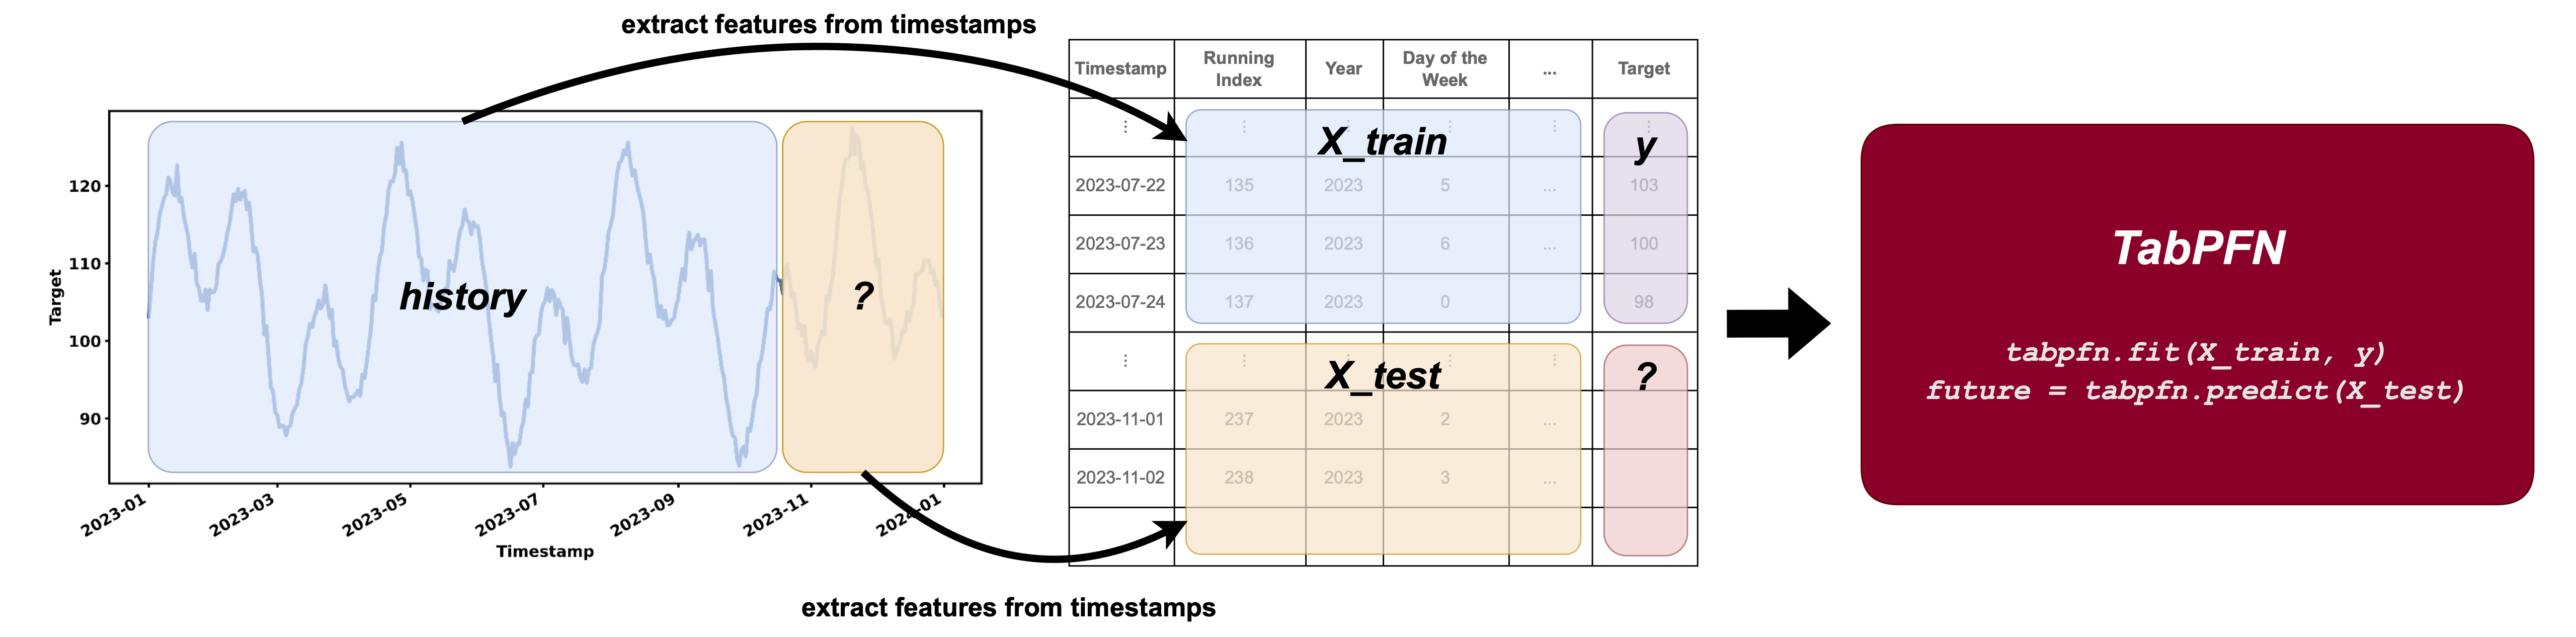 extract features from timestamps
Target
120
110
100
90
history
?
2023-01
2023-03
2023-05
2023-07
2023-09
2023-11
2024-01
Timestamp
extract features from timestamps
Timestamp Running Index Year Day of the Week ... Target
⋮ ⋮ ⋮ ⋮ ⋮ ⋮
X_train y
2023-07-22 135 2023 5 ... 103
2023-07-23 136 2023 6 ... 100
2023-07-24 137 2023 0 ... 98
⋮ ⋮ ⋮ ⋮ ⋮
X_test ?
2023-11-01 237 2023 2 ...
2023-11-02 238 2023 3 ...
TabPFN
tabpfn.fit(X_train, y)
future = tabpfn.predict(X_test)